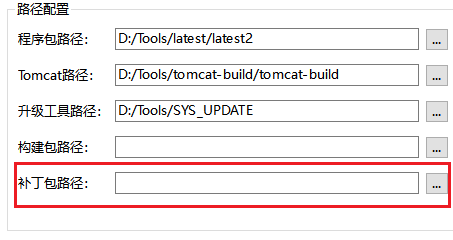 路径配置
程序包路径： D:/Tools/latest/latest2 ...
Tomcat路径： D:/Tools/tomcat-build/tomcat-build ...
升级工具路径： D:/Tools/SYS_UPDATE ...
构建包路径： ...
补丁包路径： ...